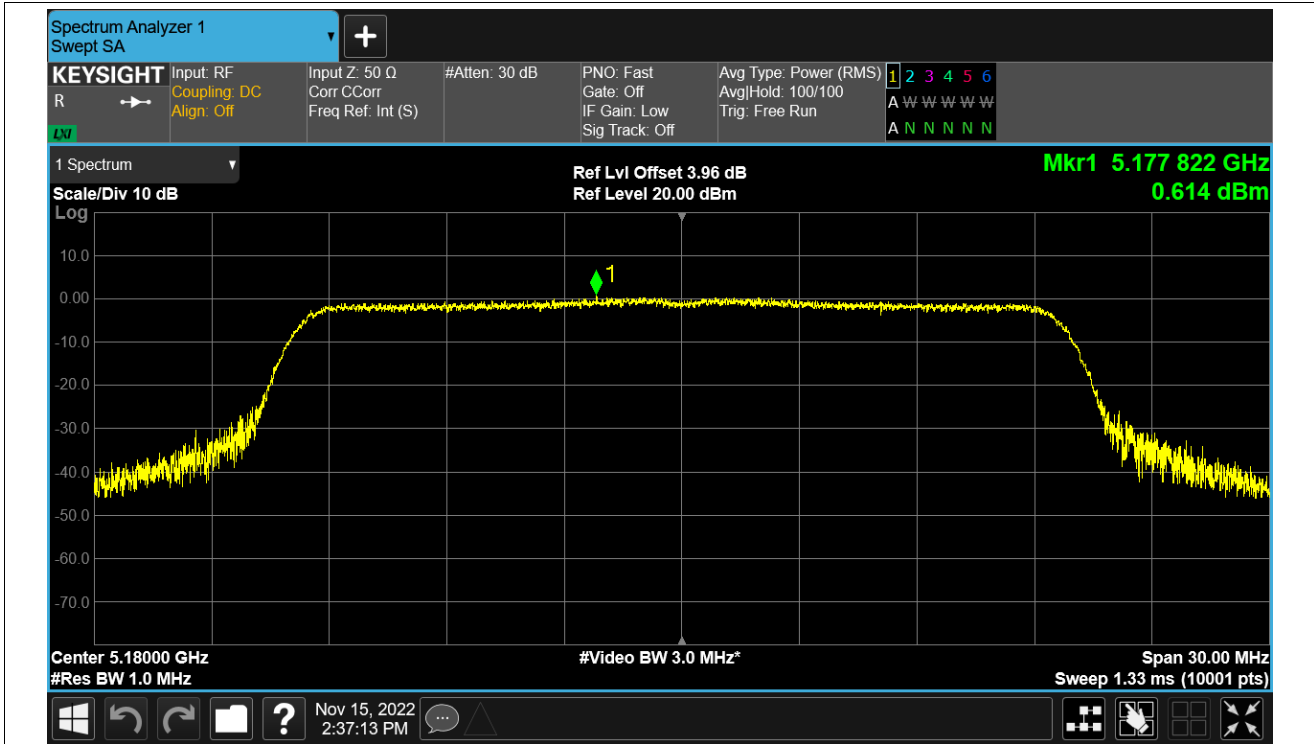 Spectrum Analyzer 1
Swept SA
+
KEYSIGHT
R
LXI
Input: RF
Coupling: DC
Align: Off
Input Z: 50 Ω
Corr CCorr
Freq Ref: Int (S)
#Atten: 30 dB
PNO: Fast
Gate: Off
IF Gain: Low
Sig Track: Off
Avg Type: Power (RMS)
Avg|Hold: 100/100
Trig: Free Run
1 2 3 4 5 6
A W W W W W
A N N N N N
1 Spectrum
Scale/Div 10 dB
Log
Ref Lvl Offset 3.96 dB
Ref Level 20.00 dBm
Mkr1 5.177 822 GHz
0.614 dBm
1
10.0
0.00
-10.0
-20.0
-30.0
-40.0
-50.0
-60.0
-70.0
Center 5.18000 GHz
#Res BW 1.0 MHz
#Video BW 3.0 MHz*
Span 30.00 MHz
Sweep 1.33 ms (10001 pts)
?
Nov 15, 2022
2:37:13 PM